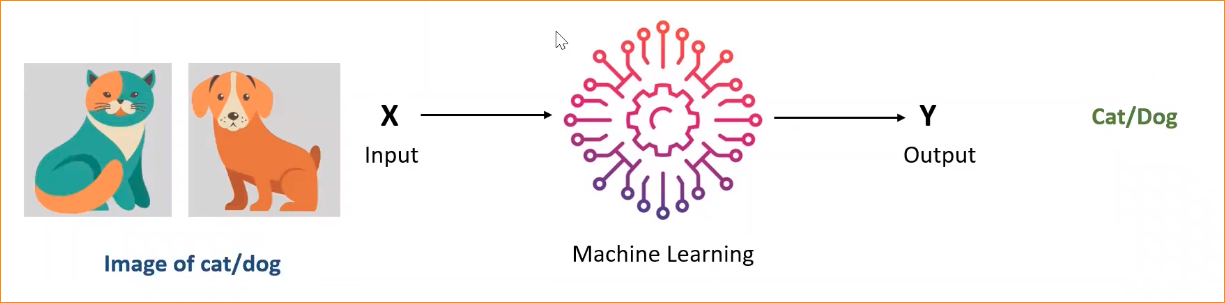 X
Input
Machine Learning
Y
Output
Cat/Dog
Image of cat/dog